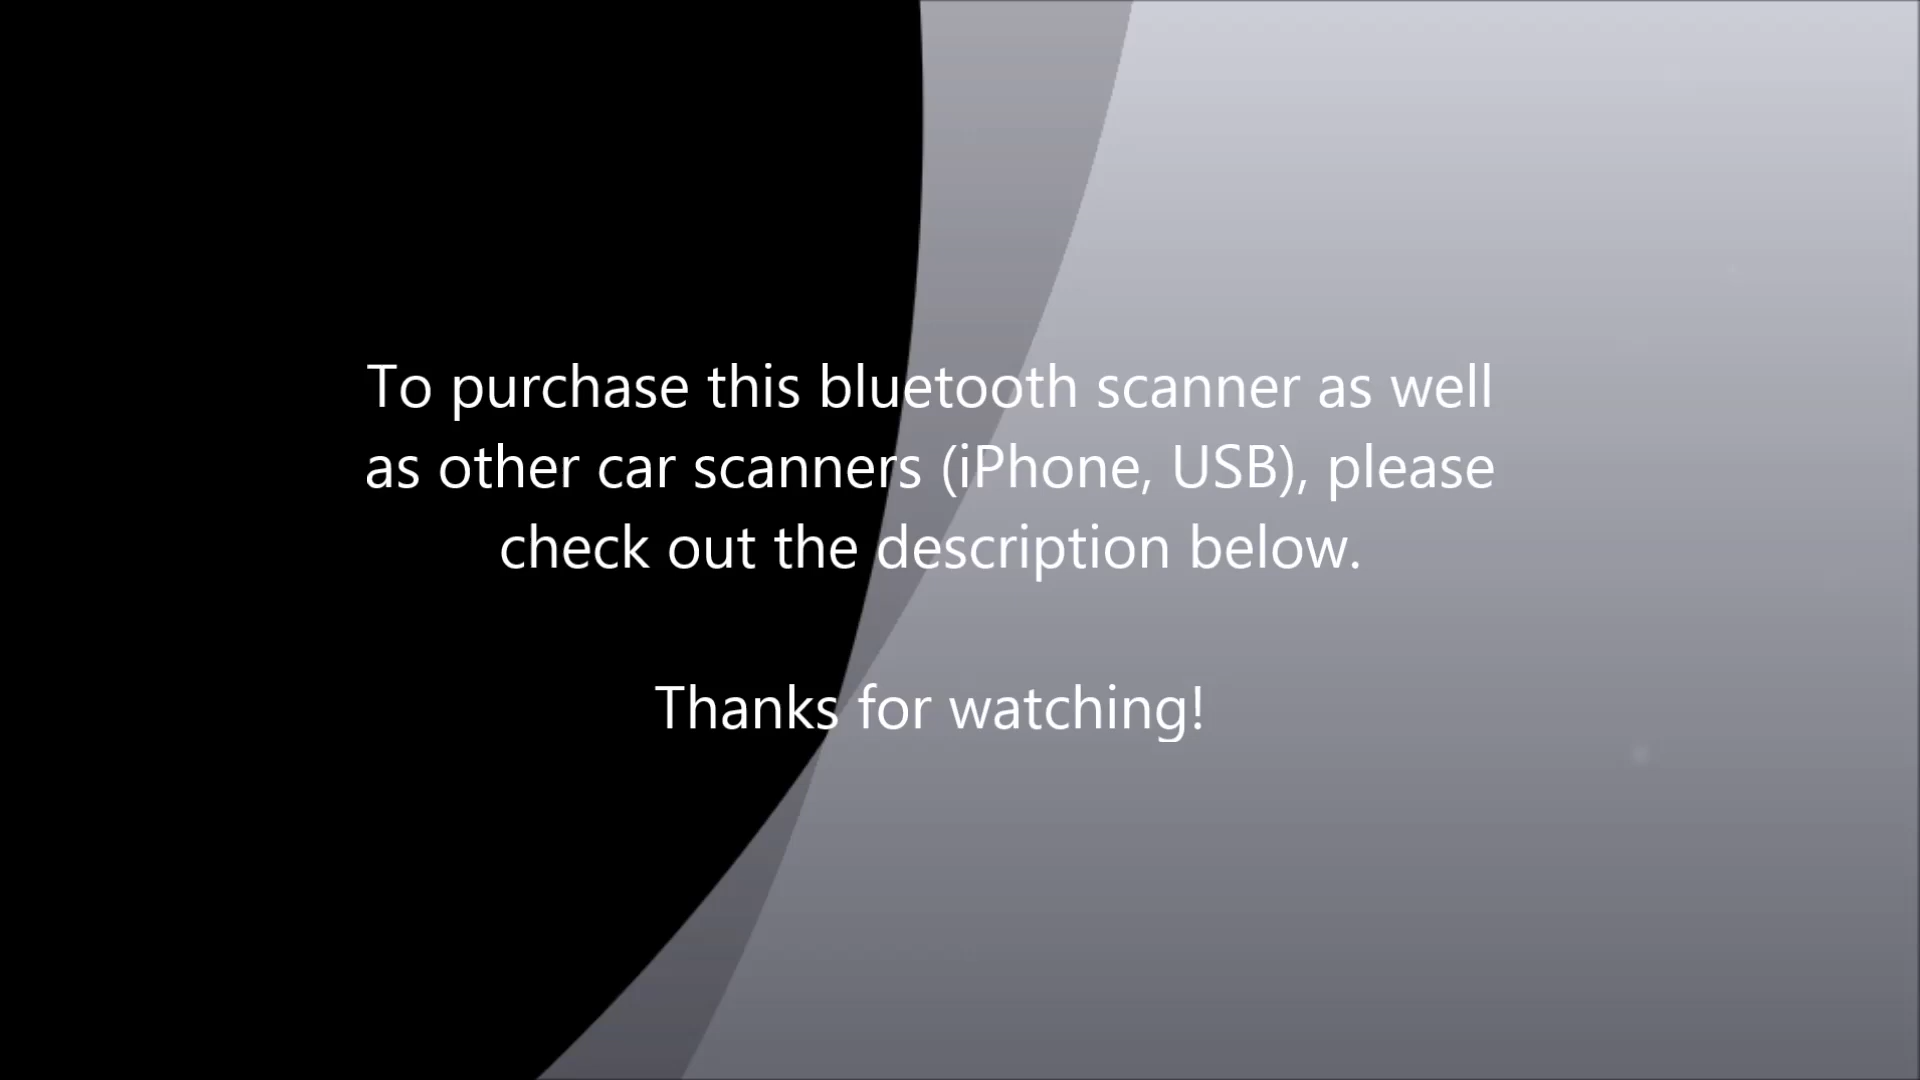 To purchase this bluetooth scanner as well
as other car scanners (iPhone, USB), please
check out the description below.
Thanks for watching!